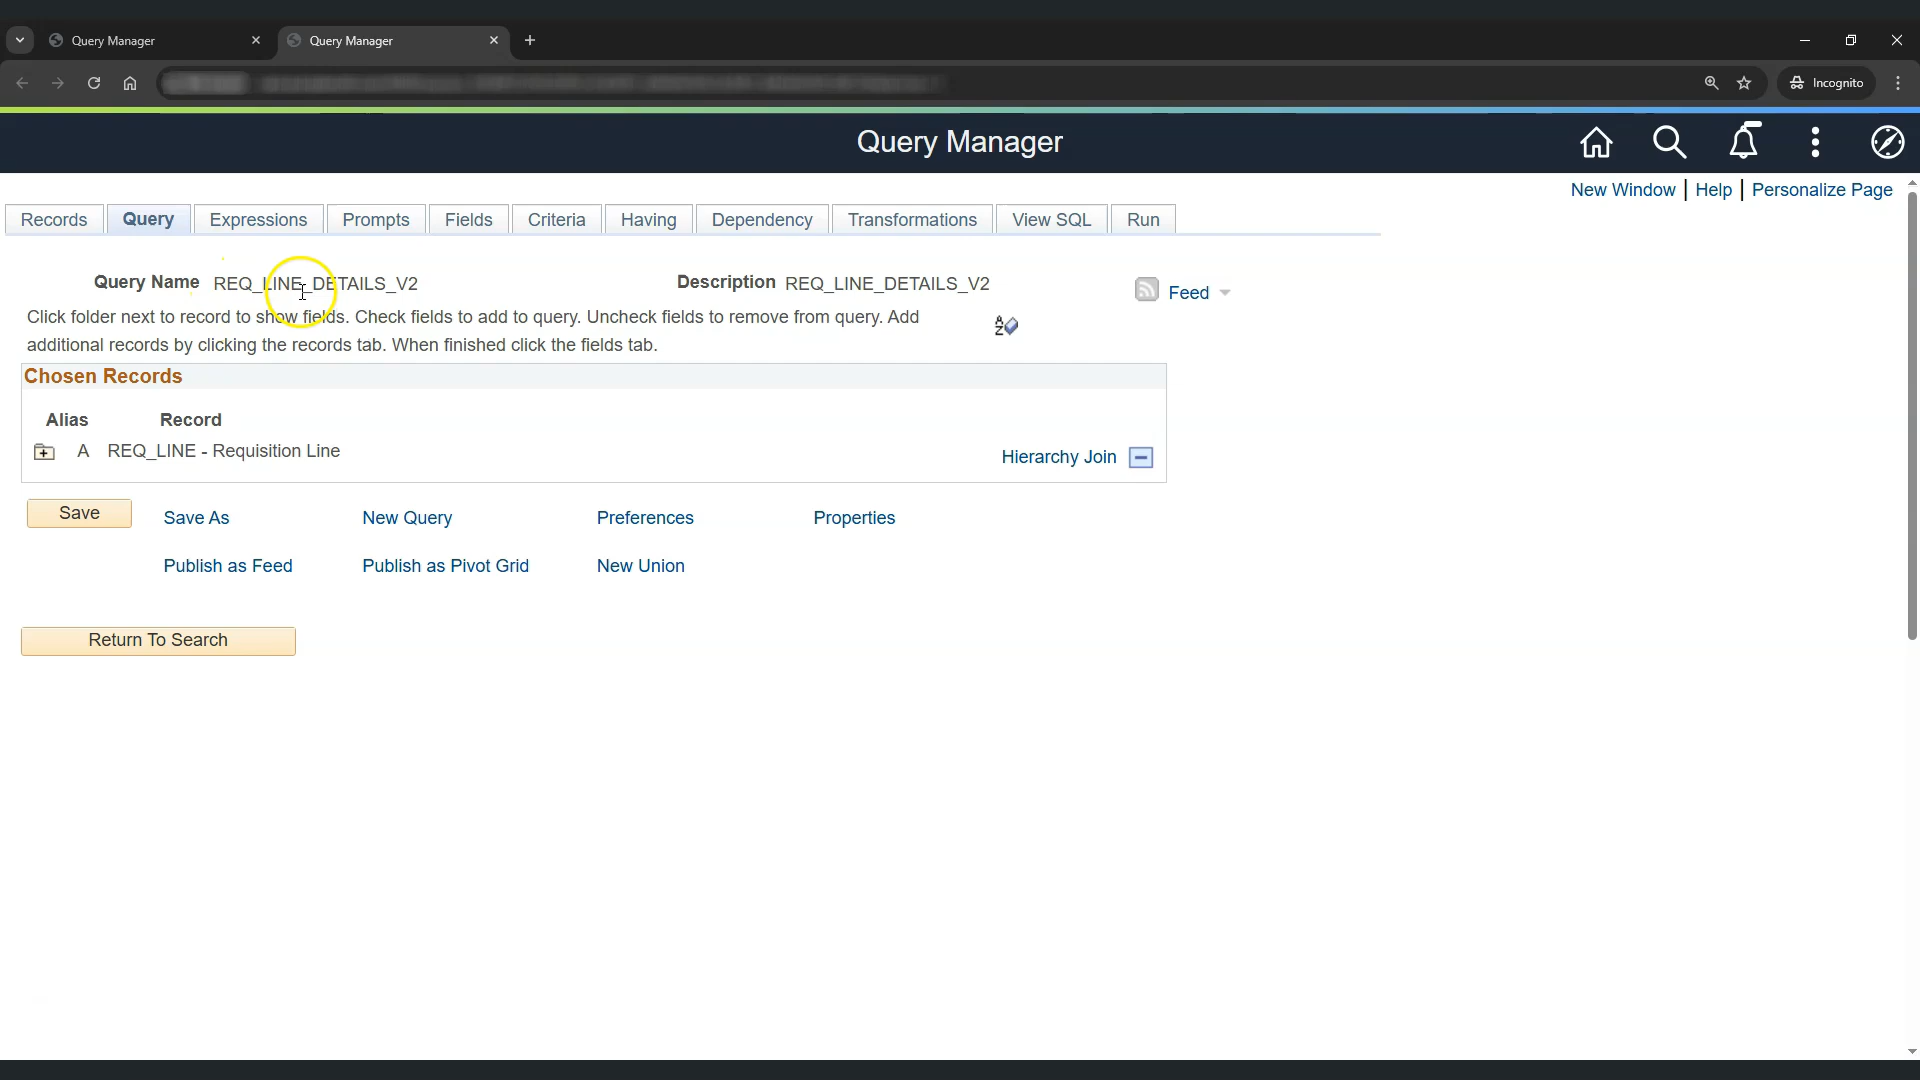 Query Manager
Query Manager
Incognito
Query Manager
New Window | Help | Personalize Page
Records Query Expressions Prompts Fields Criteria Having Dependency Transformations View SQL Run
Query Name REQ_LINE_DETAILS_V2 Description REQ_LINE_DETAILS_V2 Feed
Click folder next to record to show fields. Check fields to add to query. Uncheck fields to remove from query. Add
additional records by clicking the records tab. When finished click the fields tab.
Chosen Records
Alias Record
A REQ_LINE - Requisition Line Hierarchy Join
Save Save As New Query Preferences Properties
Publish as Feed Publish as Pivot Grid New Union
Return To Search